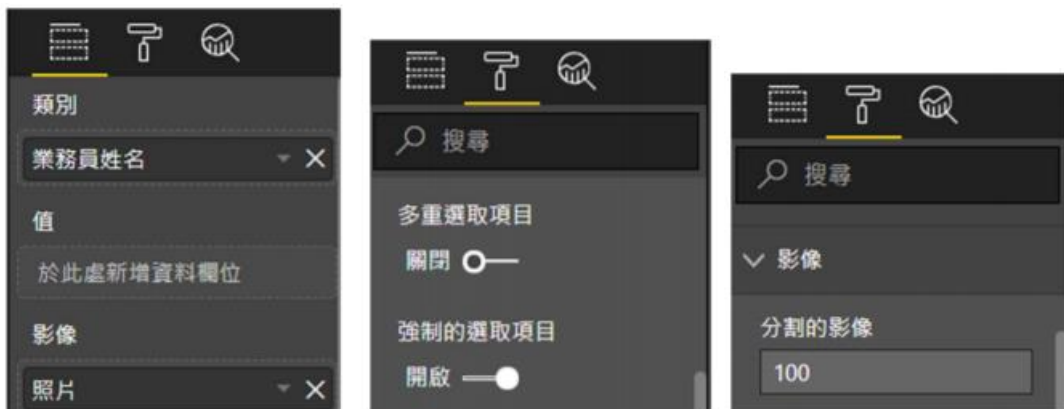 類別
業務員姓名
值
於此處新增資料欄位
影像
照片
搜尋
多重選取項目
關閉
強制的選取項目
開啟
搜尋
影像
分割的影像
100